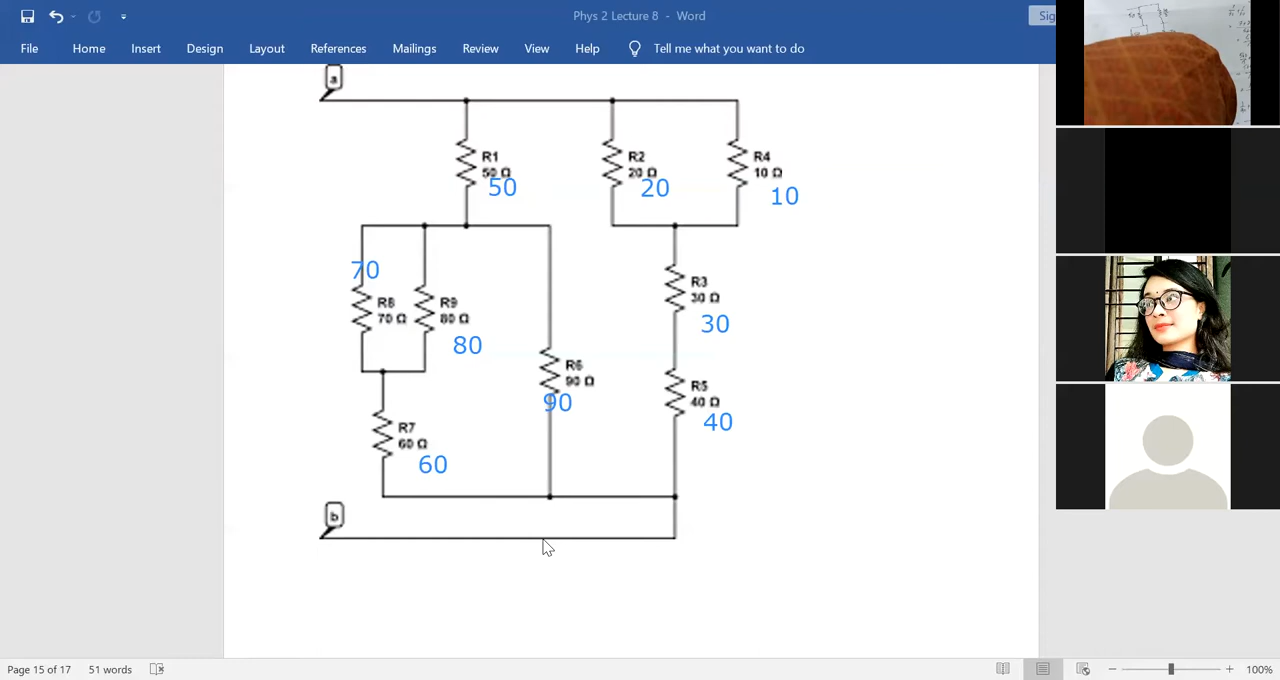 Phys 2 Lecture 8 - Word
Sig
File Home Insert Design Layout References Mailings Review View Help Tell me what you want to do
a
R1
50 Ω
50
R2
20 Ω
20
R4
10 Ω
10
70
R8
70 Ω
R9
80 Ω
80
R3
30 Ω
30
R6
90 Ω
90
R5
40 Ω
40
R7
60 Ω
60
b
Page 15 of 17 51 words
100%